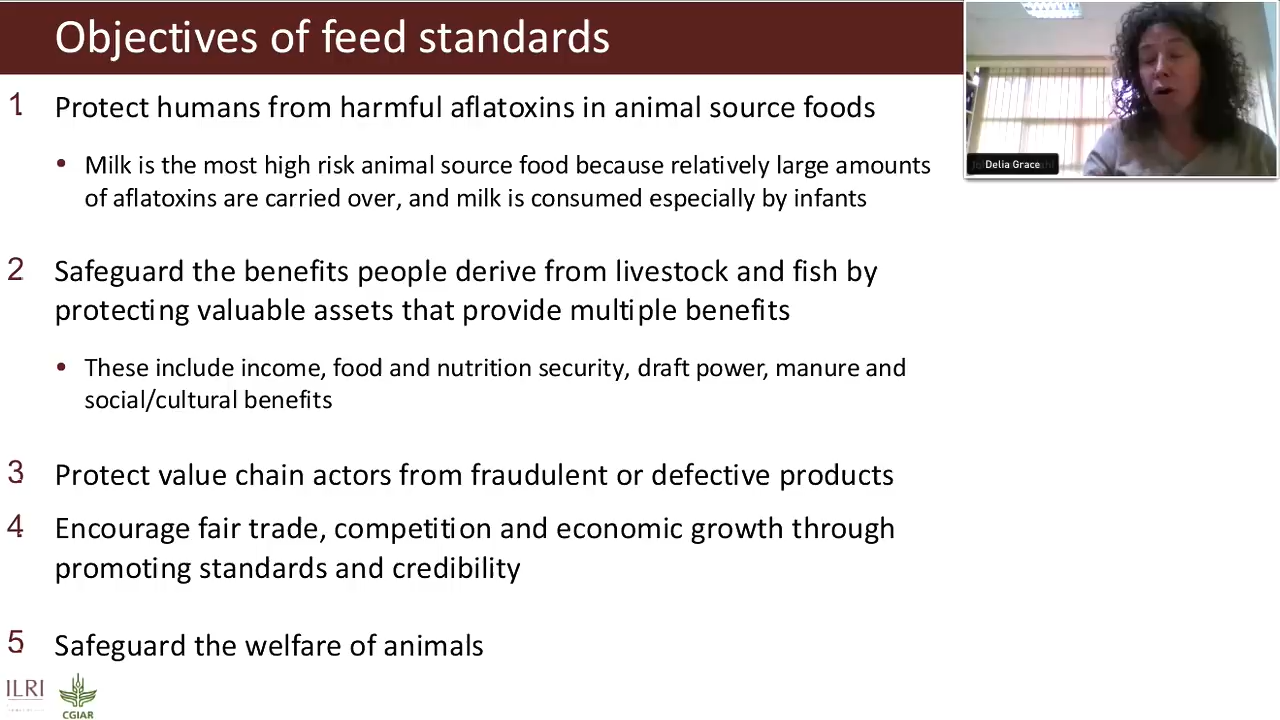 Objectives of feed standards
1 Protect humans from harmful aflatoxins in animal source foods
• Milk is the most high risk animal source food because relatively large amounts
of aflatoxins are carried over, and milk is consumed especially by infants
2 Safeguard the benefits people derive from livestock and fish by
protecting valuable assets that provide multiple benefits
• These include income, food and nutrition security, draft power, manure and
social/cultural benefits
3 Protect value chain actors from fraudulent or defective products
4 Encourage fair trade, competition and economic growth through
promoting standards and credibility
5 Safeguard the welfare of animals
ILRI
CGIAR
Delia Grace